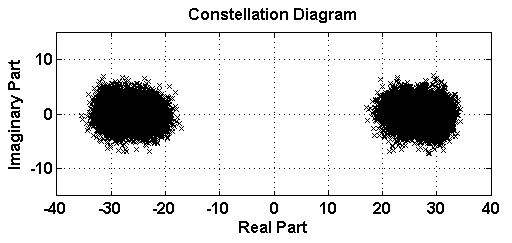 Constellation Diagram
Imaginary Part
10
0
-10
-40 -30 -20 -10 0 10 20 30 40
Real Part